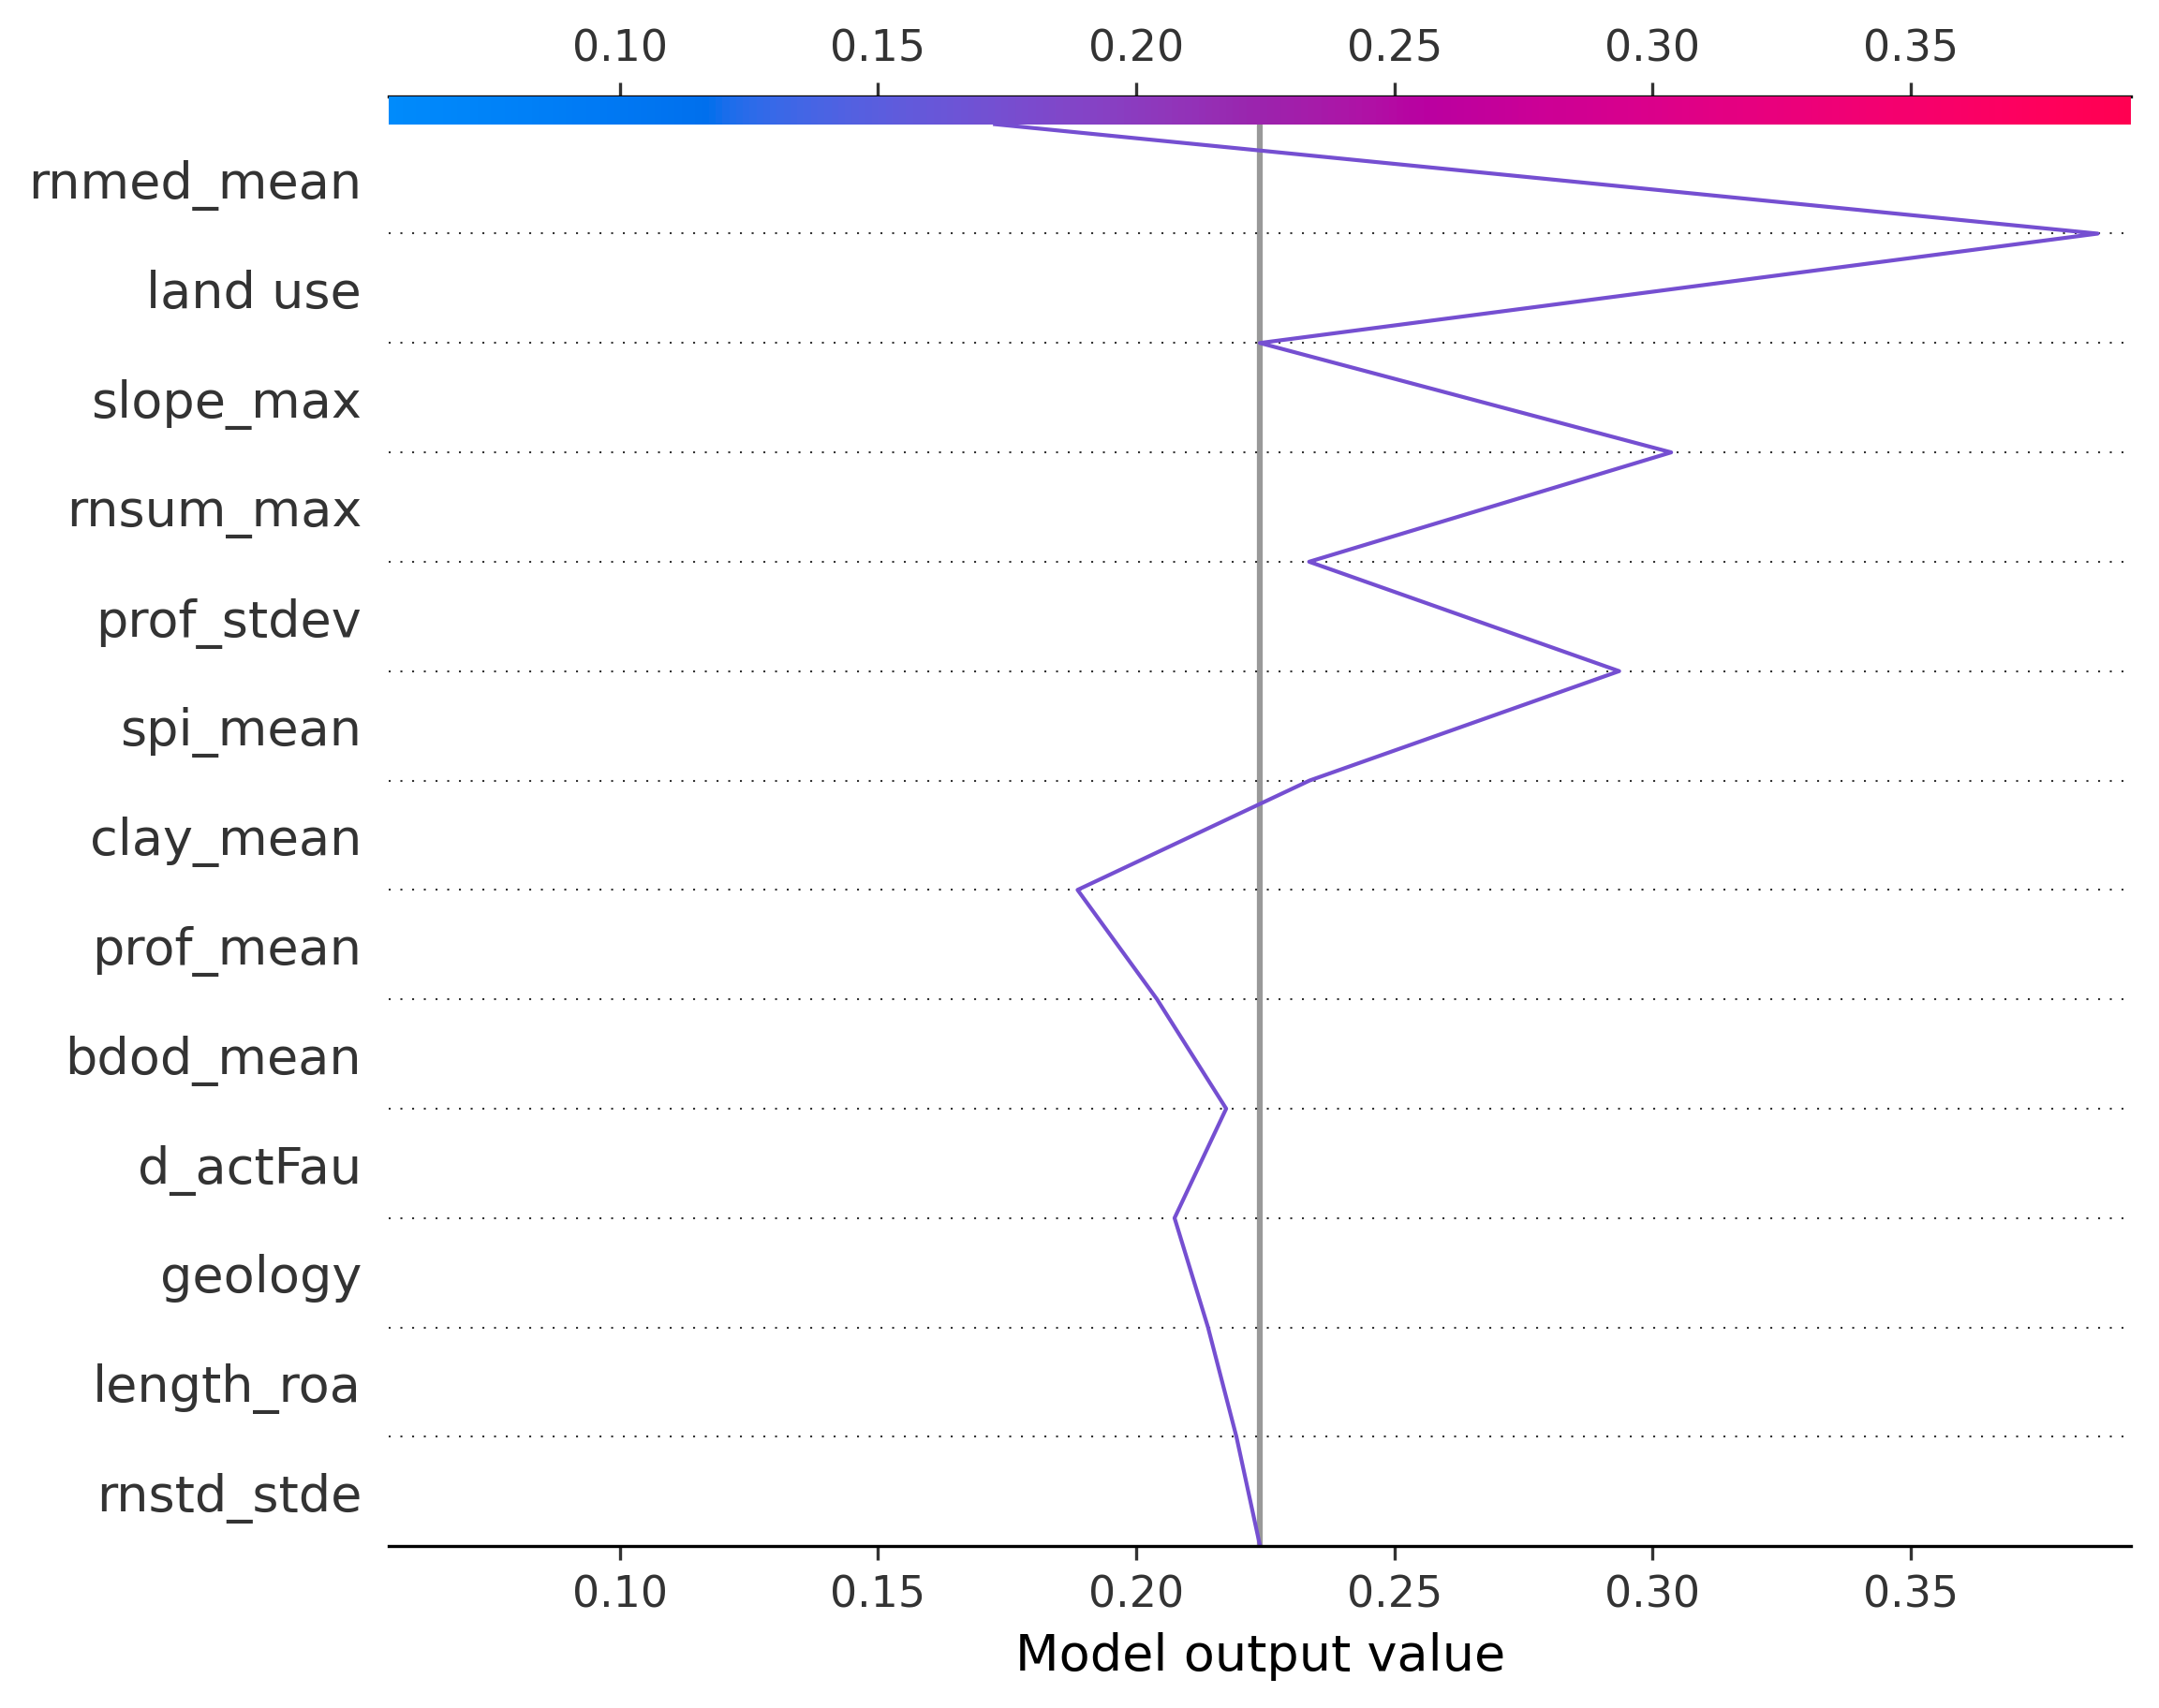 0.10 0.15 0.20 0.25 0.30 0.35
rnmed_mean
land use
slope_max
rnsum_max
prof_stdev
spi_mean
clay_mean
prof_mean
bdod_mean
d_actFau
geology
length_roa
rnstd_stde
0.10 0.15 0.20 0.25 0.30 0.35
Model output value